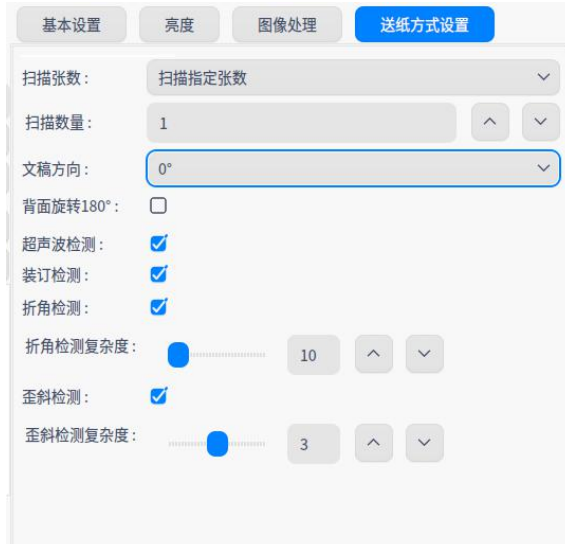 基本设置 亮度 图像处理 送纸方式设置
扫描张数： 扫描指定张数
扫描数量： 1
文稿方向： 0°
背面旋转180°：
超声波检测：
装订检测：
折角检测：
折角检测复杂度： 10
歪斜检测：
歪斜检测复杂度： 3